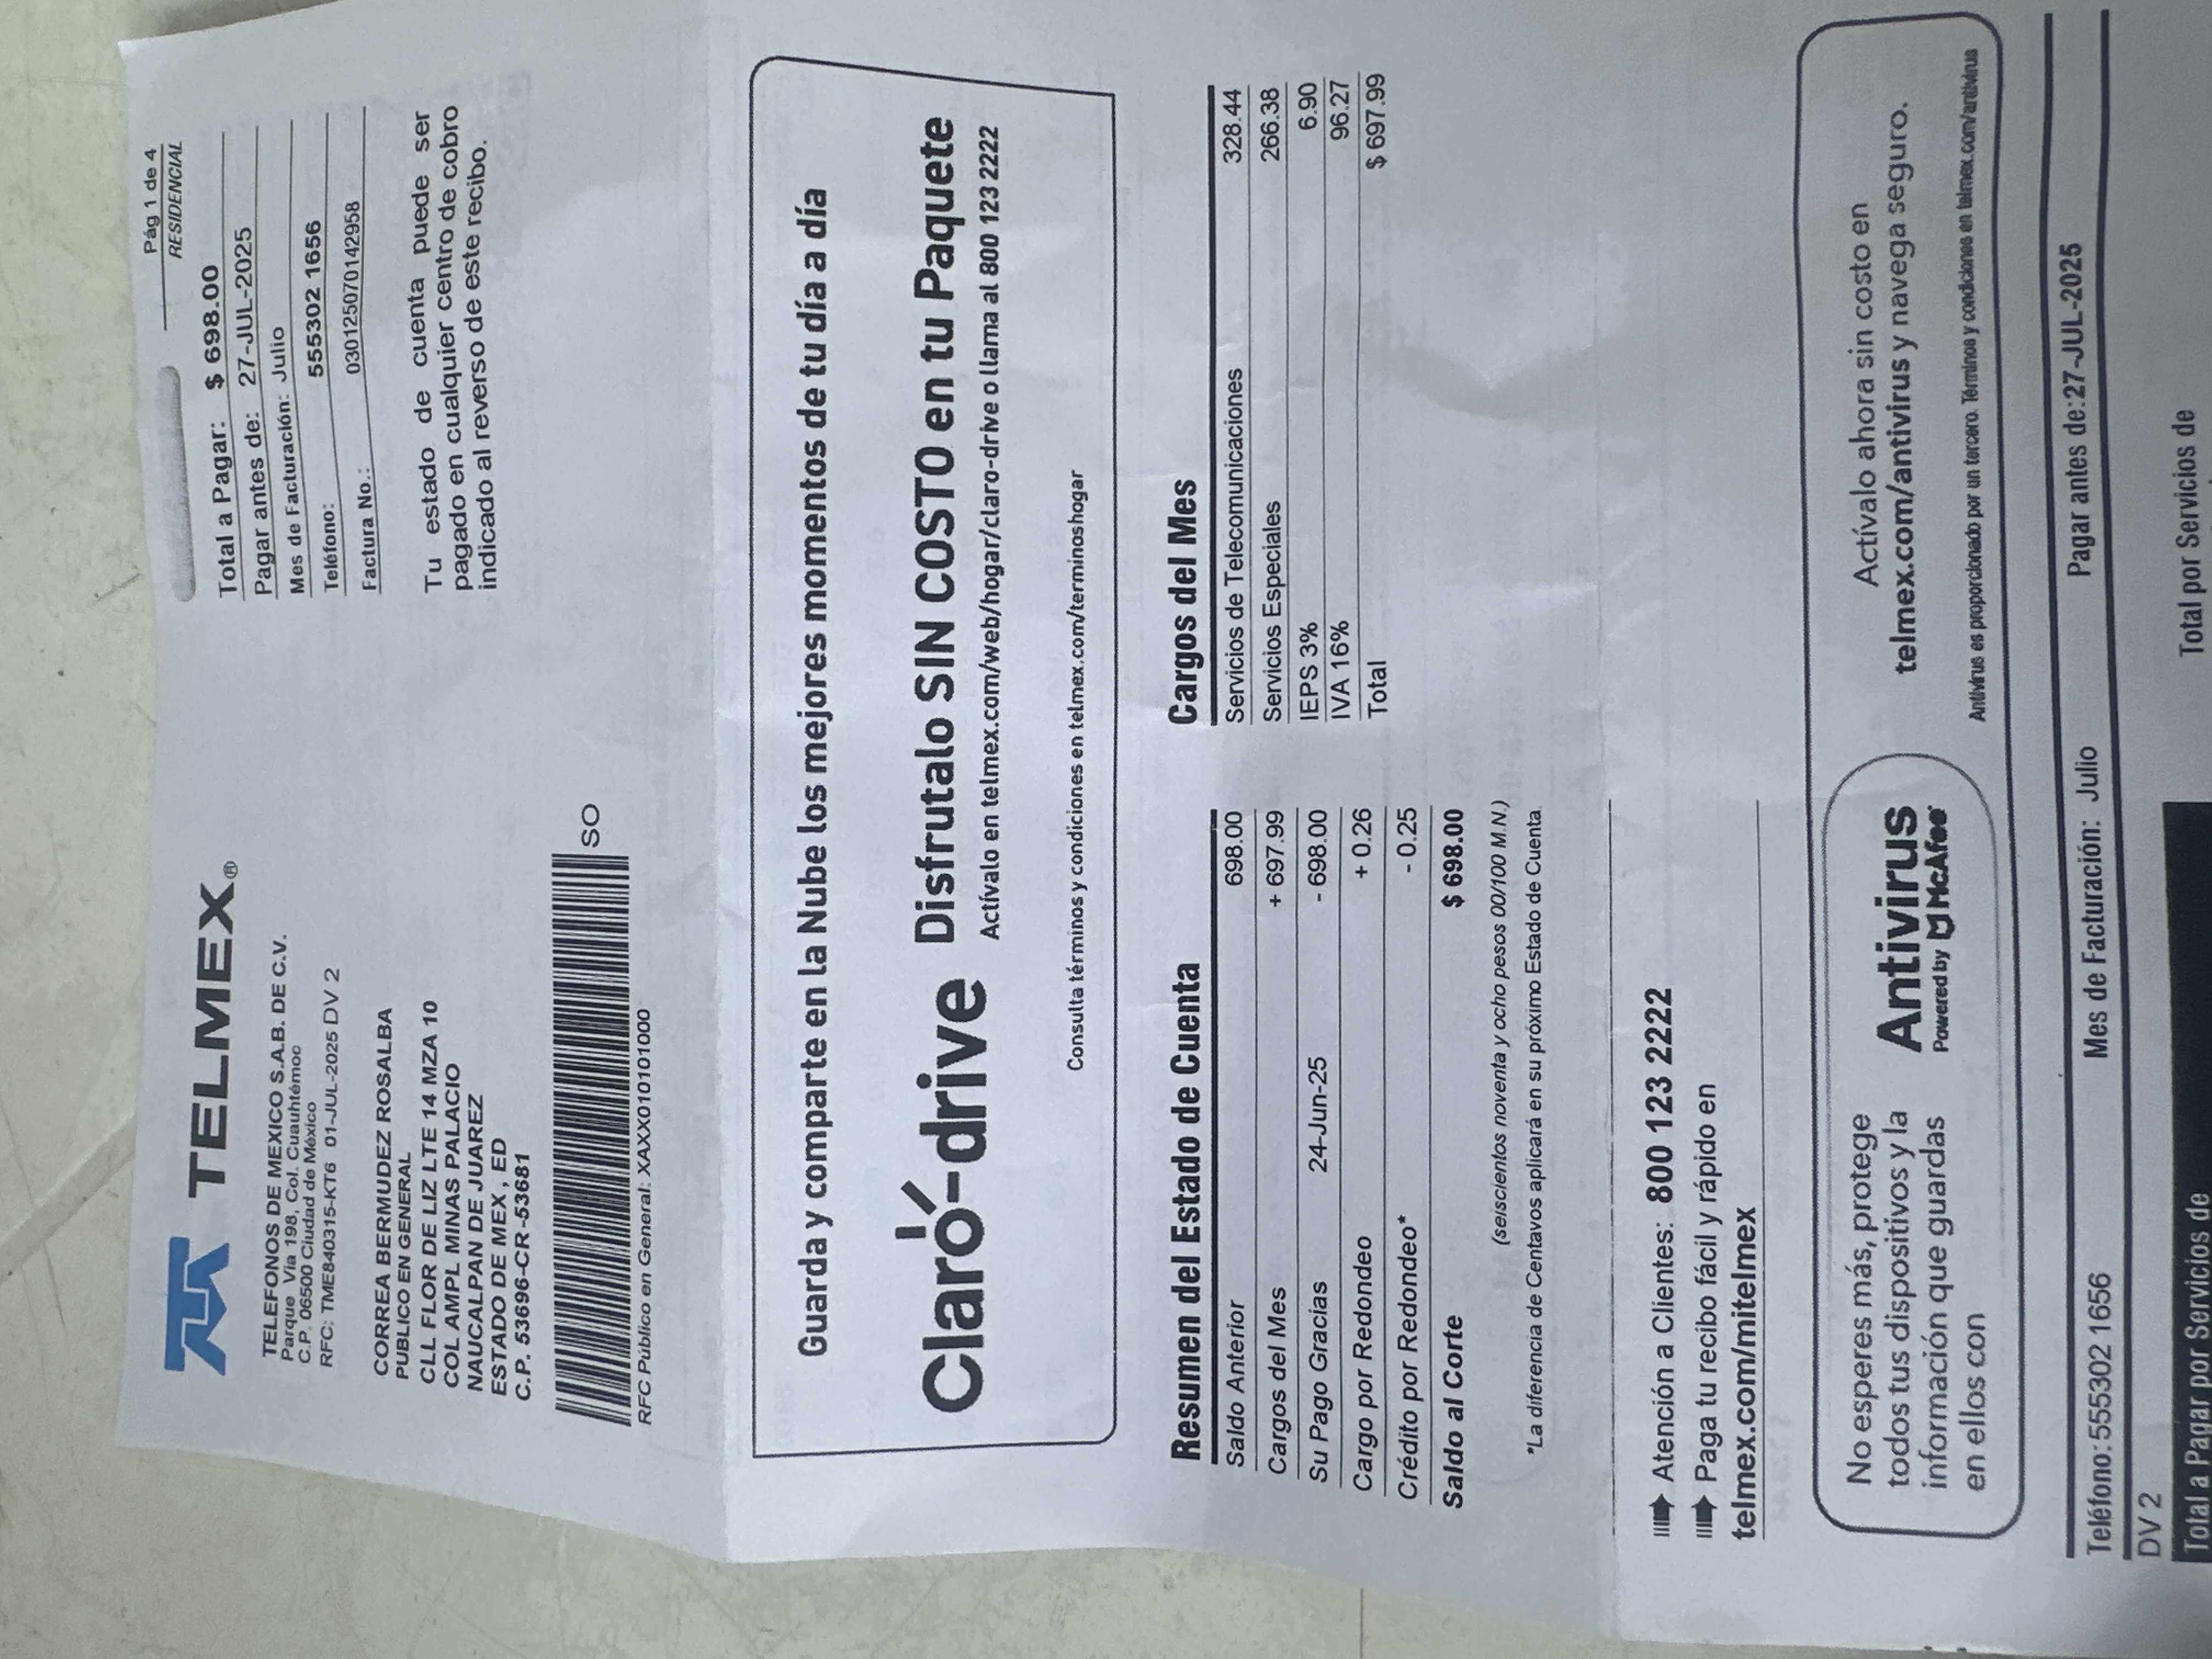 Pág 1 de 4
RESIDENCIAL
TELMEX®
TELEFONOS DE MEXICO S.A.B. DE C.V.
Parque Vía 198, Col. Cuauhtémoc
C.P. 06500 Ciudad de México
RFC: TME840315-KT6 01-JUL-2025 DV 2
CORREA BERMUDEZ ROSALBA
PUBLICO EN GENERAL
CLL FLOR DE LIZ LTE 14 MZA 10
COL AMPL MINAS PALACIO
NAUCALPAN DE JUAREZ
ESTADO DE MEX , ED
C.P. 53696-CR -53681
SO
RFC Público en General: XAXX010101000
Total a Pagar: $ 698.00
Pagar antes de: 27-JUL-2025
Mes de Facturación: Julio
Teléfono: 555302 1656
Factura No.: 030125070142958
Tu estado de cuenta puede ser
pagado en cualquier centro de cobro
indicado al reverso de este recibo.
Guarda y comparte en la Nube los mejores momentos de tu día a día
Claro-drive Disfrutalo SIN COSTO en tu Paquete
Actívalo en telmex.com/web/hogar/claro-drive o llama al 800 123 2222
Consulta términos y condiciones en telmex.com/terminoshogar
Resumen del Estado de Cuenta
Saldo Anterior 698.00
Cargos del Mes + 697.99
Su Pago Gracias 24-Jun-25 - 698.00
Cargo por Redondeo + 0.26
Crédito por Redondeo* - 0.25
Saldo al Corte $ 698.00
(seiscientos noventa y ocho pesos 00/100 M.N.)
*La diferencia de Centavos aplicará en su próximo Estado de Cuenta.
Cargos del Mes
Servicios de Telecomunicaciones 328.44
Servicios Especiales 266.38
IEPS 3% 6.90
IVA 16% 96.27
Total $ 697.99
Atención a Clientes: 800 123 2222
Paga tu recibo fácil y rápido en
telmex.com/mitelmex
No esperes más, protege
todos tus dispositivos y la
información que guardas
en ellos con
Antivirus
Powered by McAfee
Actívalo ahora sin costo en
telmex.com/antivirus y navega seguro.
Antivirus es proporcionado por un tercero. Términos y condiciones en telmex.com/antivirus
Teléfono: 555302 1656 Mes de Facturación: Julio Pagar antes de:27-JUL-2025
DV 2
Total a Pagar por Servicios de
Total por Servicios de